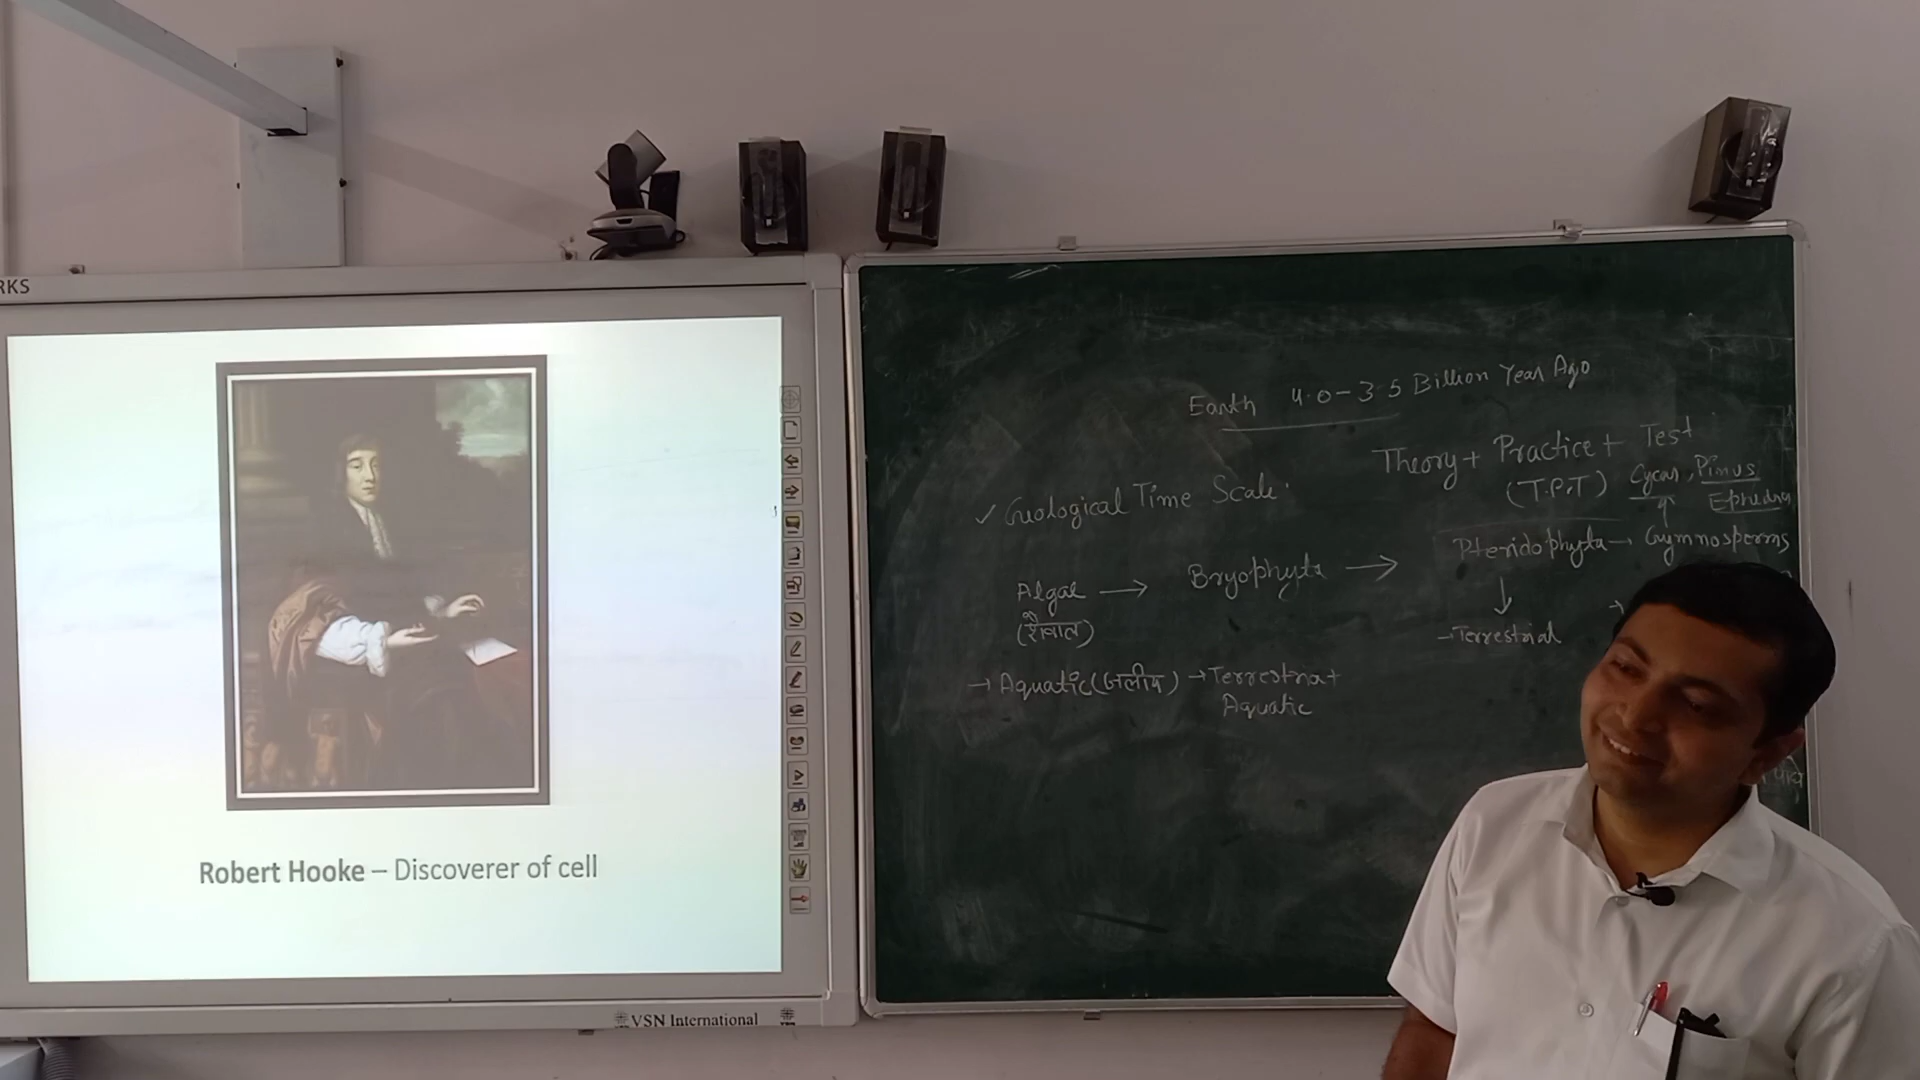 RKS
Robert Hooke – Discoverer of cell
VSN International
Earth 4.0-3.5 Billion Year Ago
Theory + Practice + Test
(T.P.T) Cycas, Pinus
Ephedra
✓ Geological Time Scale.
Algae → Bryophyta → Pteridophyta → Gymnosperms
(शैवाल)
→ Terrestrial
→ Aquatic (जलीय) → Terrestria+
Aquatic